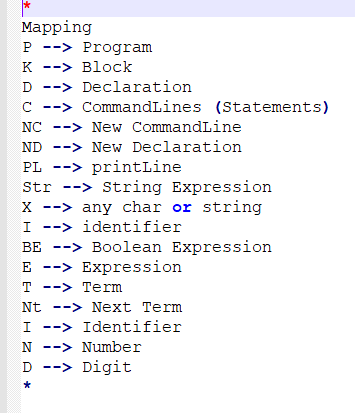 *
Mapping
P --> Program
K --> Block
D --> Declaration
C --> CommandLines (Statements)
NC --> New CommandLine
ND --> New Declaration
PL --> printLine
Str --> String Expression
X --> any char or string
I --> identifier
BE --> Boolean Expression
E --> Expression
T --> Term
Nt --> Next Term
I --> Identifier
N --> Number
D --> Digit
*